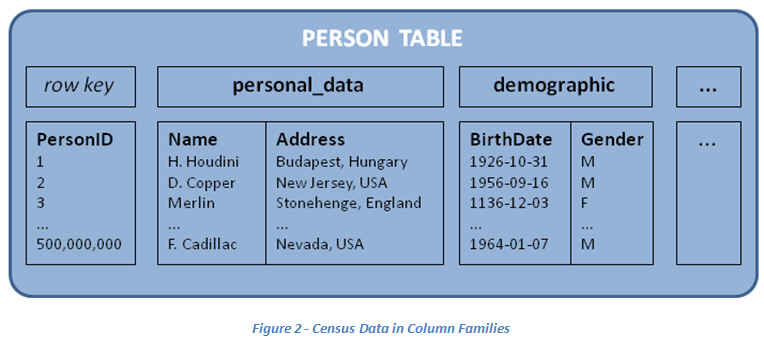 PERSON TABLE
row key personal_data demographic ...
PersonID Name Address BirthDate Gender ...
1 H. Houdini Budapest, Hungary 1926-10-31 M
2 D. Copper New Jersey, USA 1956-09-16 M
3 Merlin Stonehenge, England 1136-12-03 F
... ... ... ... ...
500,000,000 F. Cadillac Nevada, USA 1964-01-07 M
Figure 2 - Census Data in Column Families